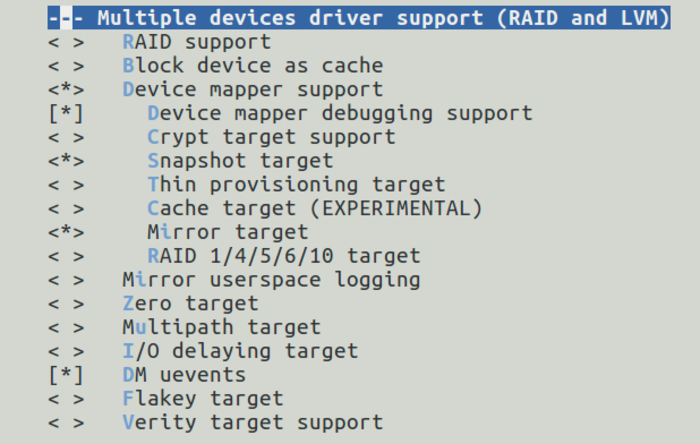 --- Multiple devices driver support (RAID and LVM)
< > RAID support
< > Block device as cache
<*> Device mapper support
[*] Device mapper debugging support
< > Crypt target support
<*> Snapshot target
< > Thin provisioning target
< > Cache target (EXPERIMENTAL)
<*> Mirror target
< > RAID 1/4/5/6/10 target
< > Mirror userspace logging
< > Zero target
< > Multipath target
< > I/O delaying target
[*] DM uevents
< > Flakey target
< > Verity target support